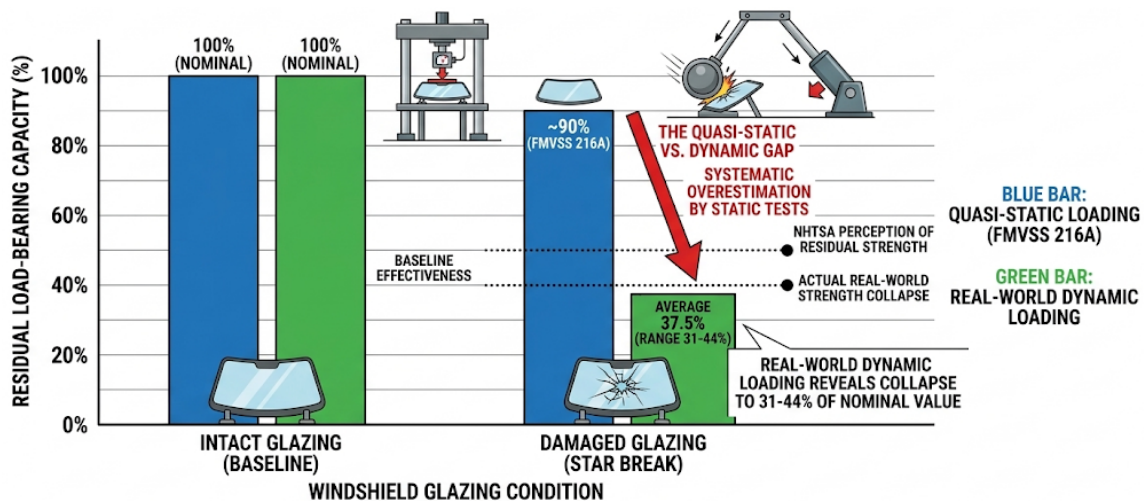 RESIDUAL LOAD-BEARING CAPACITY (%)
100%
80%
60%
40%
20%
0%
100%
(NOMINAL)
100%
(NOMINAL)
~90%
(FMVSS 216A)
THE QUASI-STATIC
VS. DYNAMIC GAP
SYSTEMATIC
OVERESTIMATION
BY STATIC TESTS
BASELINE
EFFECTIVENESS
NHTSA PERCEPTION OF
RESIDUAL STRENGTH
ACTUAL REAL-WORLD
STRENGTH COLLAPSE
AVERAGE
37.5%
(RANGE 31-44%)
REAL-WORLD DYNAMIC
LOADING REVEALS COLLAPSE
TO 31-44% OF NOMINAL VALUE
BLUE BAR:
QUASI-STATIC LOADING
(FMVSS 216A)
GREEN BAR:
REAL-WORLD DYNAMIC
LOADING
INTACT GLAZING
(BASELINE)
DAMAGED GLAZING
(STAR BREAK)
WINDSHIELD GLAZING CONDITION